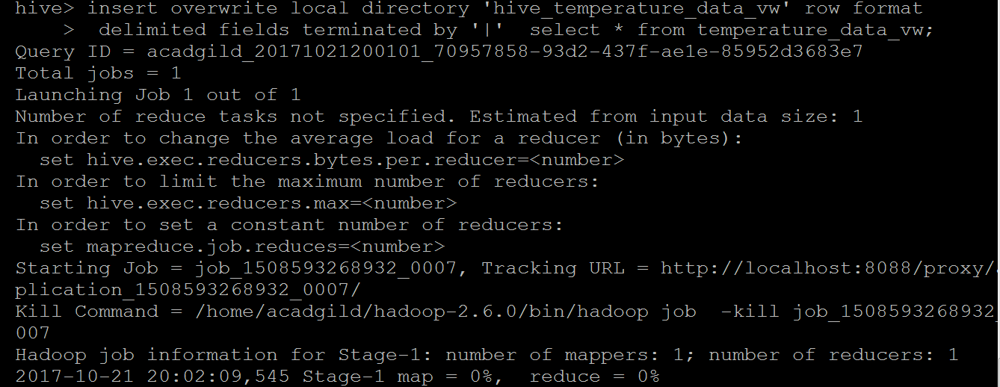 hive> insert overwrite local directory 'hive_temperature_data_vw' row format
    >  delimited fields terminated by '|'  select * from temperature_data_vw;
Query ID = acadgild_20171021200101_70957858-93d2-437f-ae1e-85952d3683e7
Total jobs = 1
Launching Job 1 out of 1
Number of reduce tasks not specified. Estimated from input data size: 1
In order to change the average load for a reducer (in bytes):
  set hive.exec.reducers.bytes.per.reducer=<number>
In order to limit the maximum number of reducers:
  set hive.exec.reducers.max=<number>
In order to set a constant number of reducers:
  set mapreduce.job.reduces=<number>
Starting Job = job_1508593268932_0007, Tracking URL = http://localhost:8088/proxy/
plication_1508593268932_0007/
Kill Command = /home/acadgild/hadoop-2.6.0/bin/hadoop job  -kill job_1508593268932_
007
Hadoop job information for Stage-1: number of mappers: 1; number of reducers: 1
2017-10-21 20:02:09,545 Stage-1 map = 0%,  reduce = 0%